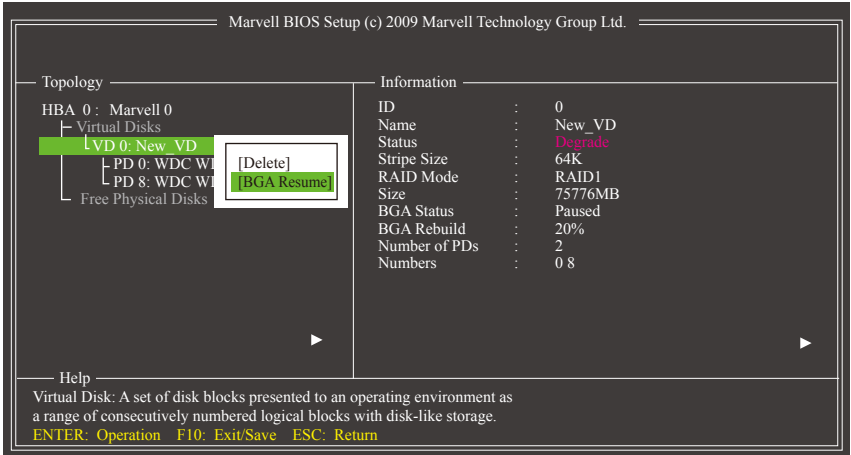 Marvell BIOS Setup (c) 2009 Marvell Technology Group Ltd.
Topology
HBA 0 : Marvell 0
Virtual Disks
VD 0: New_VD
PD 0: WDC
PD 8: WDC
Free Physical Disks
[Delete]
[BGA Resume]
Information
ID : 0
Name : New_VD
Status : Degrade
Stripe Size : 64K
RAID Mode : RAID1
Size : 75776MB
BGA Status : Paused
BGA Rebuild : 20%
Number of PDs : 2
Numbers : 0 8
Help
Virtual Disk: A set of disk blocks presented to an operating environment as
a range of consecutively numbered logical blocks with disk-like storage.
ENTER: Operation F10: Exit/Save ESC: Return